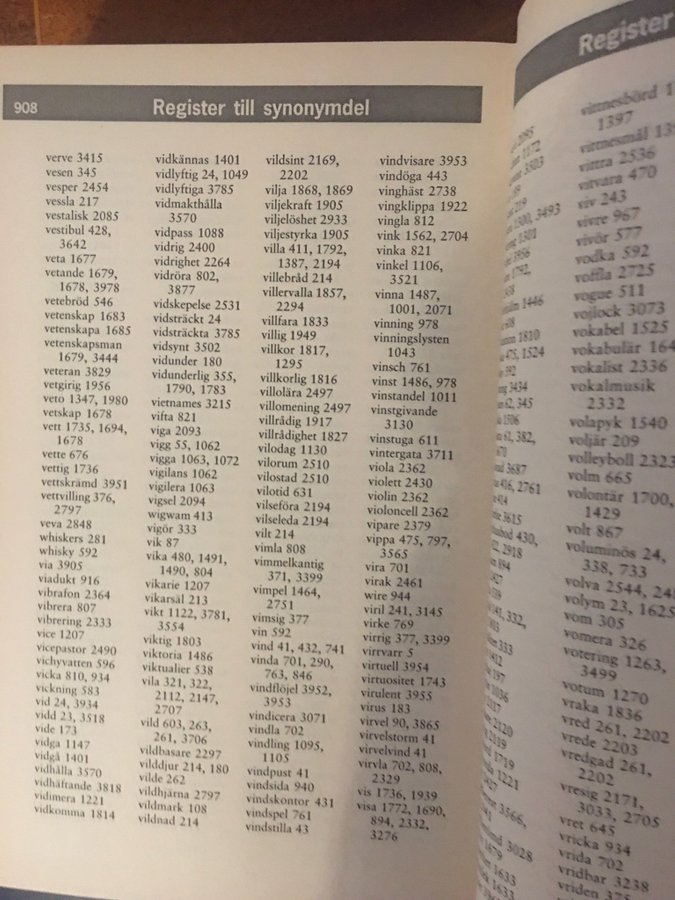 908
Register till synonymdel
verve 3415
vesen 345
vesper 2454
vessla 217
vestalisk 2085
vestibul 428,
3642
veta 1677
vetande 1679,
1678, 3978
vetebröd 546
vetenskap 1683
vetenskapa 1685
vetenskapsman
1679, 3444
veteran 3829
vetgirig 1956
veto 1347, 1980
vetskap 1678
vett 1735, 1694,
1678
vette 676
vettig 1736
vettskrämd 3951
vettvilling 376,
2797
veva 2848
whiskers 281
whisky 592
via 3905
viadukt 916
vibrafon 2364
vibrera 807
vibrering 2333
vice 1207
vicepastor 2490
vichyvatten 596
vicka 810, 934
vickning 583
vid 24, 3934
vidd 23, 3518
vide 173
vidga 1147
vidgå 1401
vidhålla 3570
vidhäftande 3818
vidimera 1221
vidkomma 1814
vidkännas 1401
vidlyftig 24, 1049
vidlyftiga 3785
vidmakthålla
3570
vidpass 1088
vidrig 2400
vidrighet 2264
vidröra 802,
3877
vidskepelse 2531
vidsträckt 24
vidsträckta 3785
vidsynt 3502
vidunder 180
vidunderlig 355,
1790, 1783
vietnames 3215
vifta 821
viga 2093
vigg 55, 1062
vigga 1063, 1072
vigilans 1062
vigilera 1063
vigsel 2094
wigwam 413
vigör 333
vik 87
vika 480, 1491,
1490, 804
vikarie 1207
vikarsäl 213
vikt 1122, 3781,
3554
viktig 1803
viktoria 1486
viktualier 538
vila 321, 322,
2112, 2147,
2707
vild 603, 263,
261, 3706
vildbasare 2297
vilddjur 214, 180
vilde 262
vildhjärna 2797
vildmark 108
vildnad 214
vildsint 2169,
2202
vilja 1868, 1869
viljekraft 1905
viljelöshet 2933
viljestyrka 1905
villa 411, 1792,
1387, 2194
villebråd 214
villervalla 1857,
2294
villfara 1833
villig 1949
villkor 1817,
1295
villkorlig 1816
villolära 2497
villomening 2497
villrådig 1917
villrådighet 1827
vilodag 1130
vilorum 2510
vilostad 2510
vilotid 631
vilseföra 2194
vilseleda 2194
vilt 214
vimla 808
vimmelkantig
371, 3399
vimpel 1464,
2751
vimsig 377
vin 592
vind 41, 432, 741
vinda 701, 290,
763, 846
vindflöjel 3952,
3953
vindicera 3071
vindla 702
vindling 1095,
1105
vindpust 41
vindsida 940
vindskontor 431
vindspel 761
vindstilla 43
vindvisare 3953
vindöga 443
vinghäst 2738
vingklippa 1922
vingla 812
vink 1562, 2704
vinka 821
vinkel 1106,
3521
vinna 1487,
1001, 2071
vinning 978
vinningslysten
1043
vinsch 761
vinst 1486, 978
vinstandel 1011
vinstgivande
3130
vinstuga 611
vintergata 3711
viola 2362
violett 2430
violin 2362
violoncell 2362
vipare 2379
vippa 475, 797,
3565
vira 701
virak 2461
wire 944
viril 241, 3145
virke 769
virrig 377, 3399
virrvarr 5
virtuell 3954
virtuositet 1743
virulent 3955
virus 183
virvel 90, 3865
virvelstorm 41
virvelvind 41
virvla 702, 808,
2329
vis 1736, 1939
visa 1772, 1690,
894, 2332,
3276
Register
vittnesbörd
1397
vittnesmål
vittra 2536
vitvara 470
viv 243
vivre 967
vivör 577
vodka 592
voffla 2725
vogue 511
vojlock 3073
vokabel 1525
vokabulär
vokalist 2336
vokalmusik
2332
volapyk 1540
voljär 209
volleyboll 2323
volm 665
volontär 1700,
1429
volt 867
voluminös 24,
338, 733
volva 2544,
volym 23, 1625
vom 305
vomera 326
votering 1263,
3499
votum 1270
vraka 1836
vred 261, 2202
vrede 2203
vredgad 261,
2202
vresig 2171,
3033, 2705
vret 645
vricka 934
vrida 702
vridbar 3238
vriden 375